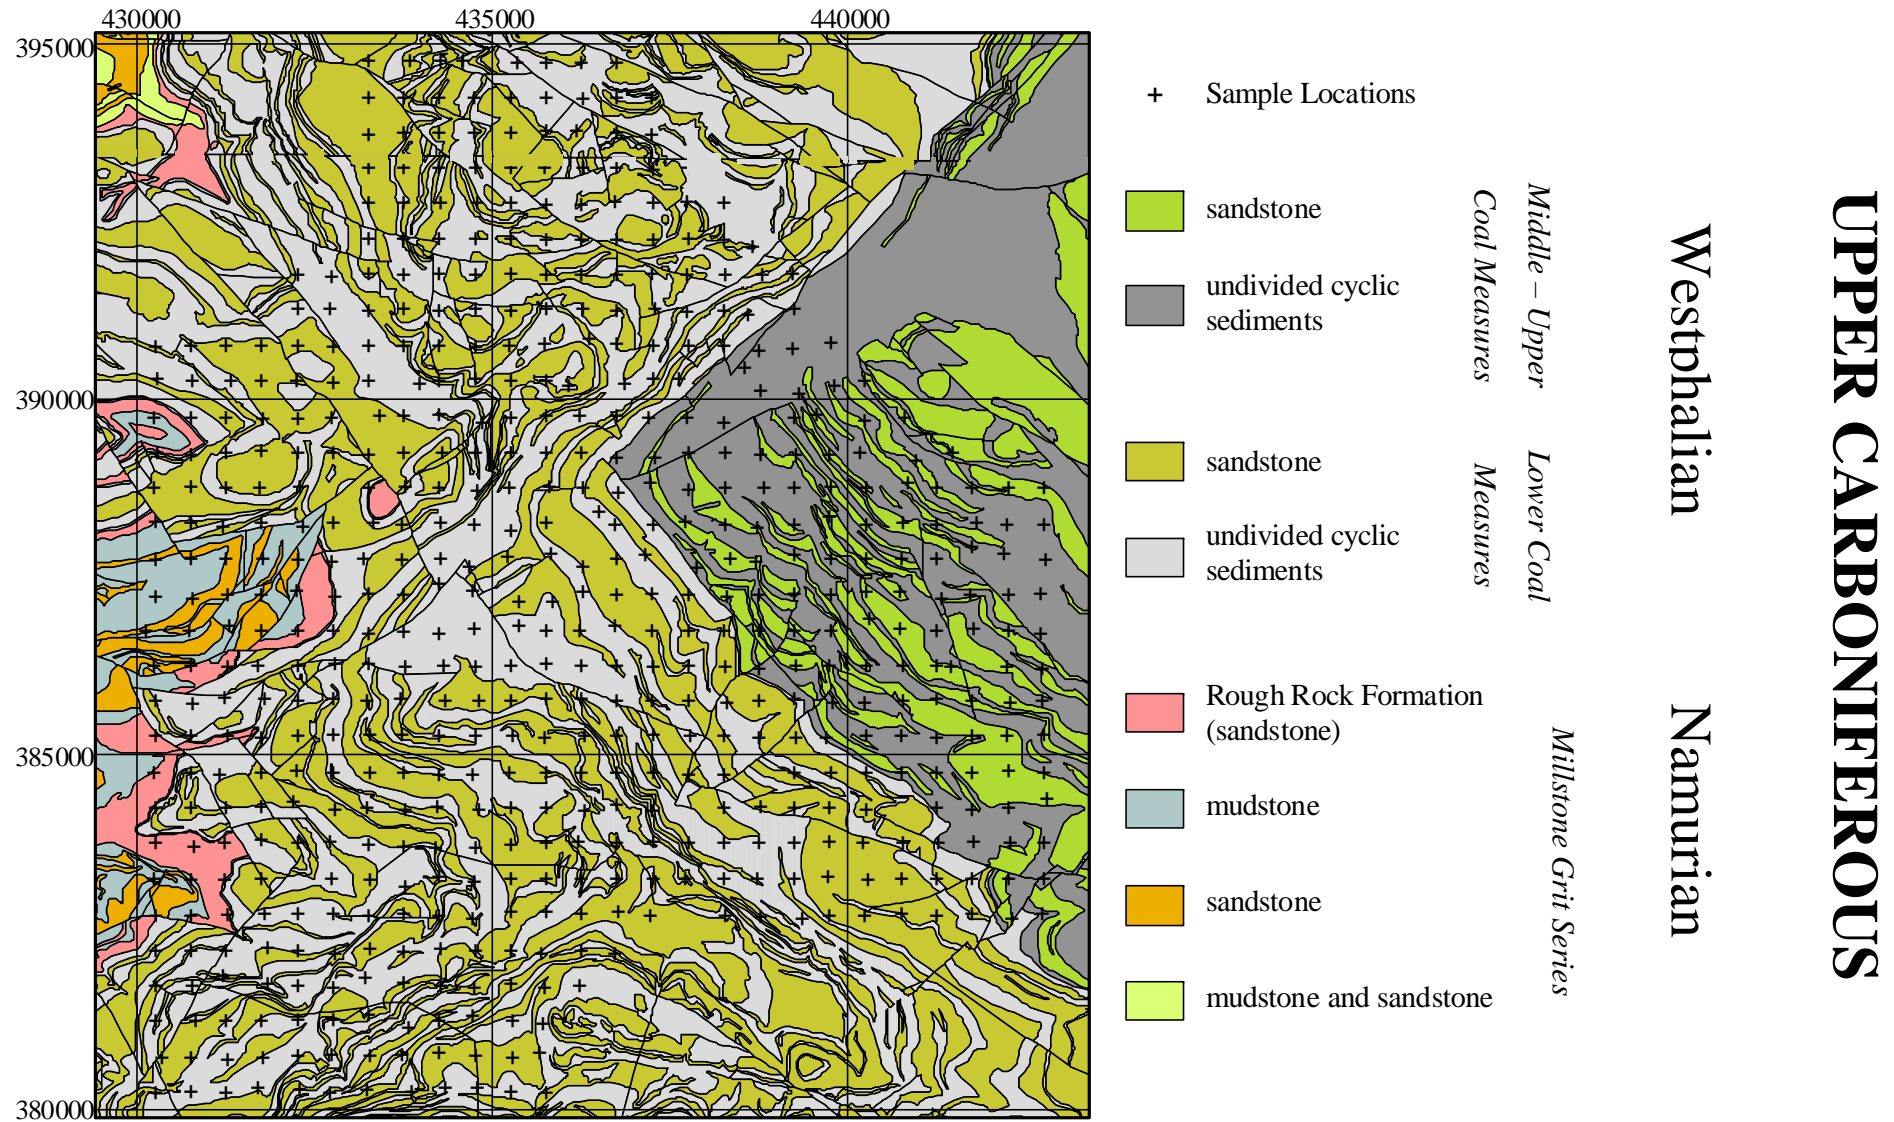 430000 435000 440000
395000
390000
385000
380000
Sample Locations
sandstone
undivided cyclic
sediments
sandstone
undivided cyclic
sediments
Rough Rock Formation
(sandstone)
mudstone
sandstone
mudstone and sandstone
Middle – Upper
Coal Measures
Lower Coal
Measures
Millstone Grit Series
Westphalian
Namurian
UPPER CARBONIFEROUS